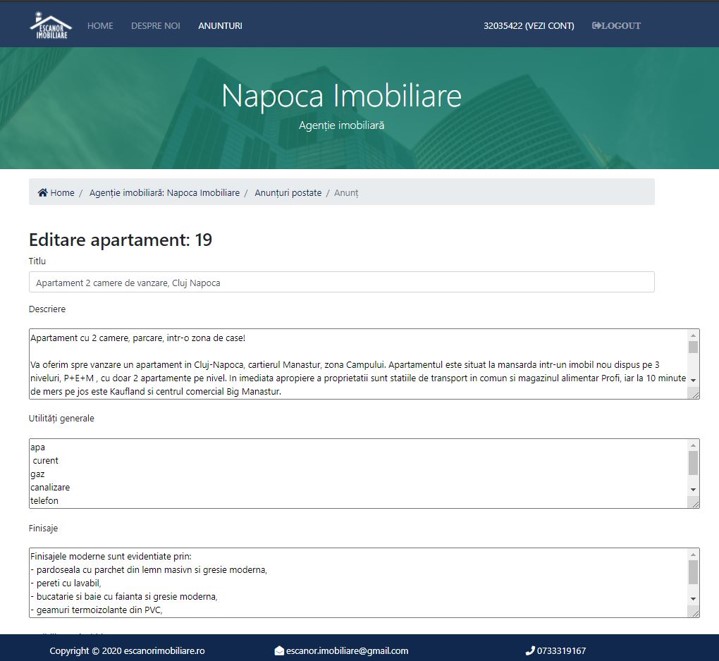 ESCANOR
IMOBILIARE
HOME
DESPRE NOI
ANUNTURI
32035422 (VEZI CONT)
LOGOUT
Napoca Imobiliare
Agenție imobiliară
Home / Agenție imobiliară: Napoca Imobiliare / Anunțuri postate / Anunț
Editare apartament: 19
Titlu
Apartament 2 camere de vanzare, Cluj Napoca
Descriere
Apartament cu 2 camere, parcare, intr-o zona de case!
Va oferim spre vanzare un apartament in Cluj-Napoca, cartierul Manastur, zona Campului. Apartamentul este situat la mansarda intr-un imobil nou dispus pe 3
niveluri, P+E+M , cu doar 2 apartamente pe nivel. In imediata apropiere a proprietatii sunt statiile de transport in comun si magazinul alimentar Profi, iar la 10 minute
de mers pe jos este Kaufland si centrul comercial Big Manastur.
Utilități generale
apa
curent
gaz
canalizare
telefon
Finisaje
Finisajele moderne sunt evidentiate prin:
- pardoseala cu parchet din lemn masivn si gresie moderna,
- pereti cu lavabil,
- bucatarie si baie cu faianta si gresie moderna,
- geamuri termoizolante din PVC,
Copyright © 2020 escanorimobiliare.ro
escanor.imobiliare@gmail.com
0733319167